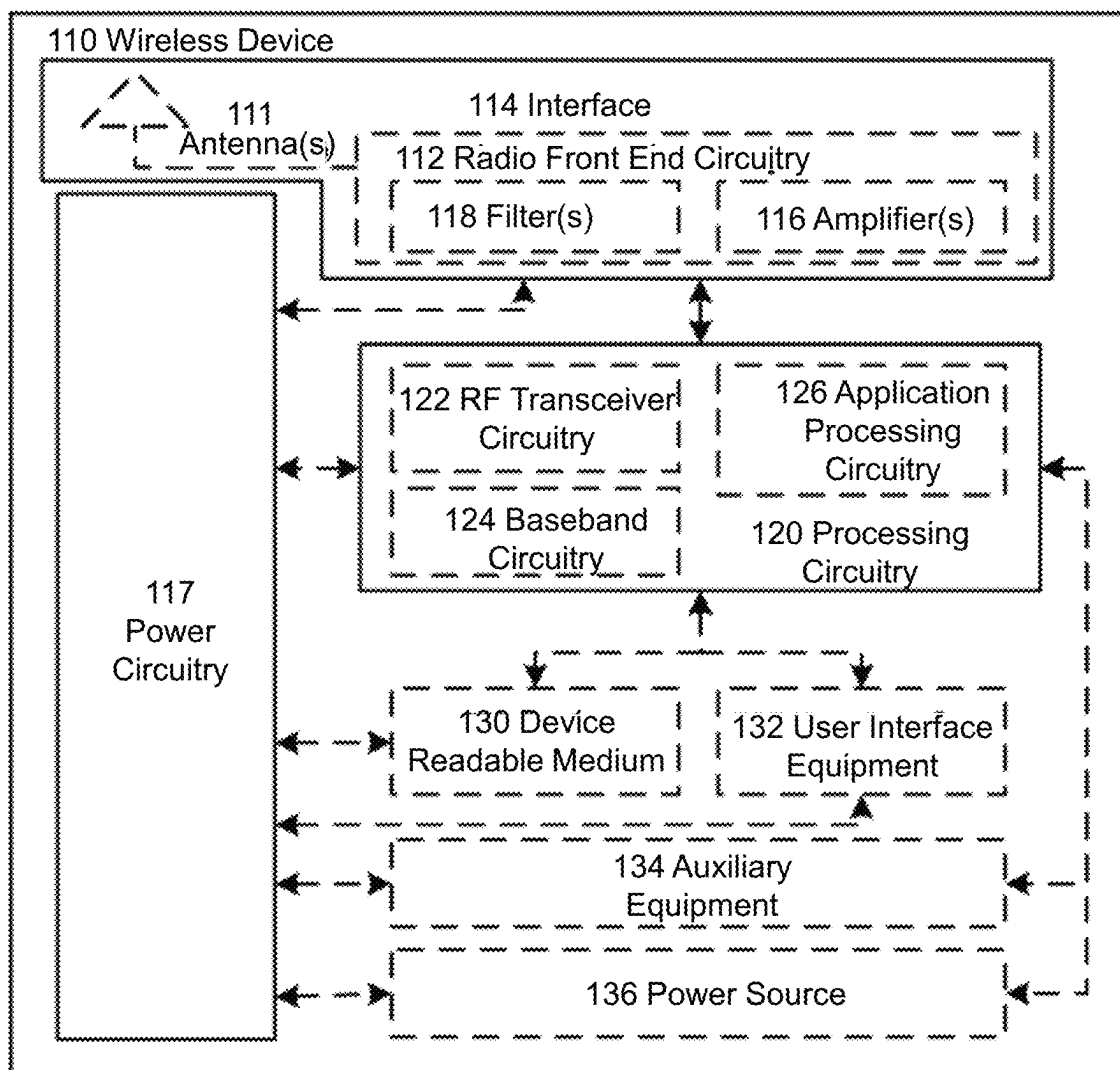 110 Wireless Device
111
Antenna(s)
114 Interface
112 Radio Front End Circuitry
118 Filter(s)
116 Amplifier(s)
122 RF Transceiver
Circuitry
126 Application
Processing
Circuitry
124 Baseband
Circuitry
120 Processing
Circuitry
117
Power
Circuitry
130 Device
Readable Medium
132 User Interface
Equipment
134 Auxiliary
Equipment
136 Power Source